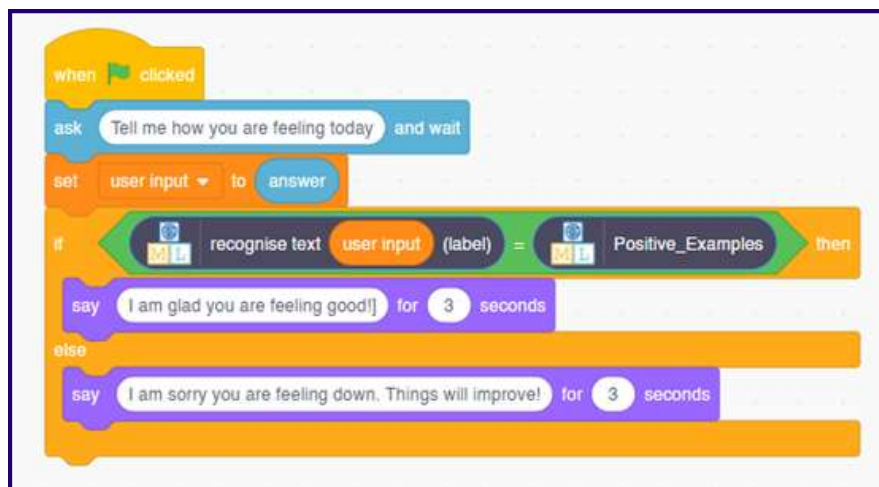 when clicked
ask Tell me how you are feeling today and wait
set user input to answer
if ML recognise text user input (label) = ML Positive_Examples then
say I am glad you are feeling good!] for 3 seconds
else
say I am sorry you are feeling down. Things will improve! for 3 seconds